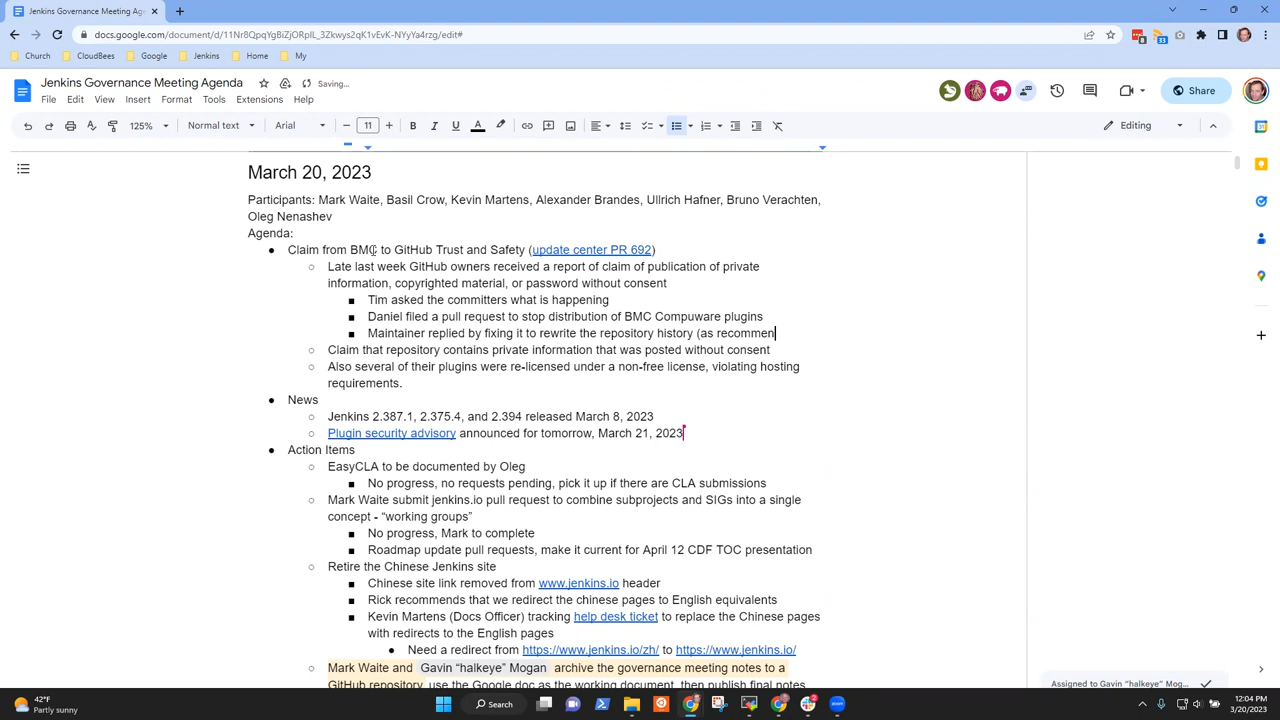 Jenkins Governance Meeting Agend
docs.google.com/document/d/11Nr8QpqYgBiZjORpIL_3Zkwys2qK1vEvK-NYyYa4rzg/edit#
Church
CloudBees
Google
Jenkins
Home
My
Jenkins Governance Meeting Agenda
Saving...
File Edit View Insert Format Tools Extensions Help
Share
125%
Normal text
Arial
11
Editing
March 20, 2023
Participants: Mark Waite, Basil Crow, Kevin Martens, Alexander Brandes, Ullrich Hafner, Bruno Verachten,
Oleg Nenashev
Agenda:
Claim from BMC to GitHub Trust and Safety (update center PR 692)
Late last week GitHub owners received a report of claim of publication of private
information, copyrighted material, or password without consent
Tim asked the committers what is happening
Daniel filed a pull request to stop distribution of BMC Compuware plugins
Maintainer replied by fixing it to rewrite the repository history (as recommen
Claim that repository contains private information that was posted without consent
Also several of their plugins were re-licensed under a non-free license, violating hosting
requirements.
News
Jenkins 2.387.1, 2.375.4, and 2.394 released March 8, 2023
Plugin security advisory announced for tomorrow, March 21, 2023
Action Items
EasyCLA to be documented by Oleg
No progress, no requests pending, pick it up if there are CLA submissions
Mark Waite submit jenkins.io pull request to combine subprojects and SIGs into a single
concept - “working groups”
No progress, Mark to complete
Roadmap update pull requests, make it current for April 12 CDF TOC presentation
Retire the Chinese Jenkins site
Chinese site link removed from www.jenkins.io header
Rick recommends that we redirect the chinese pages to English equivalents
Kevin Martens (Docs Officer) tracking help desk ticket to replace the Chinese pages
with redirects to the English pages
Need a redirect from https://www.jenkins.io/zh/ to https://www.jenkins.io/
Mark Waite and Gavin “halkeye” Mogan archive the governance meeting notes to a
GitHub repository, use the Google doc as the working document, then publish final notes
Assigned to Gavin "halkeye" Mog...
42°F
Partly sunny
Search
12:04 PM
3/20/2023